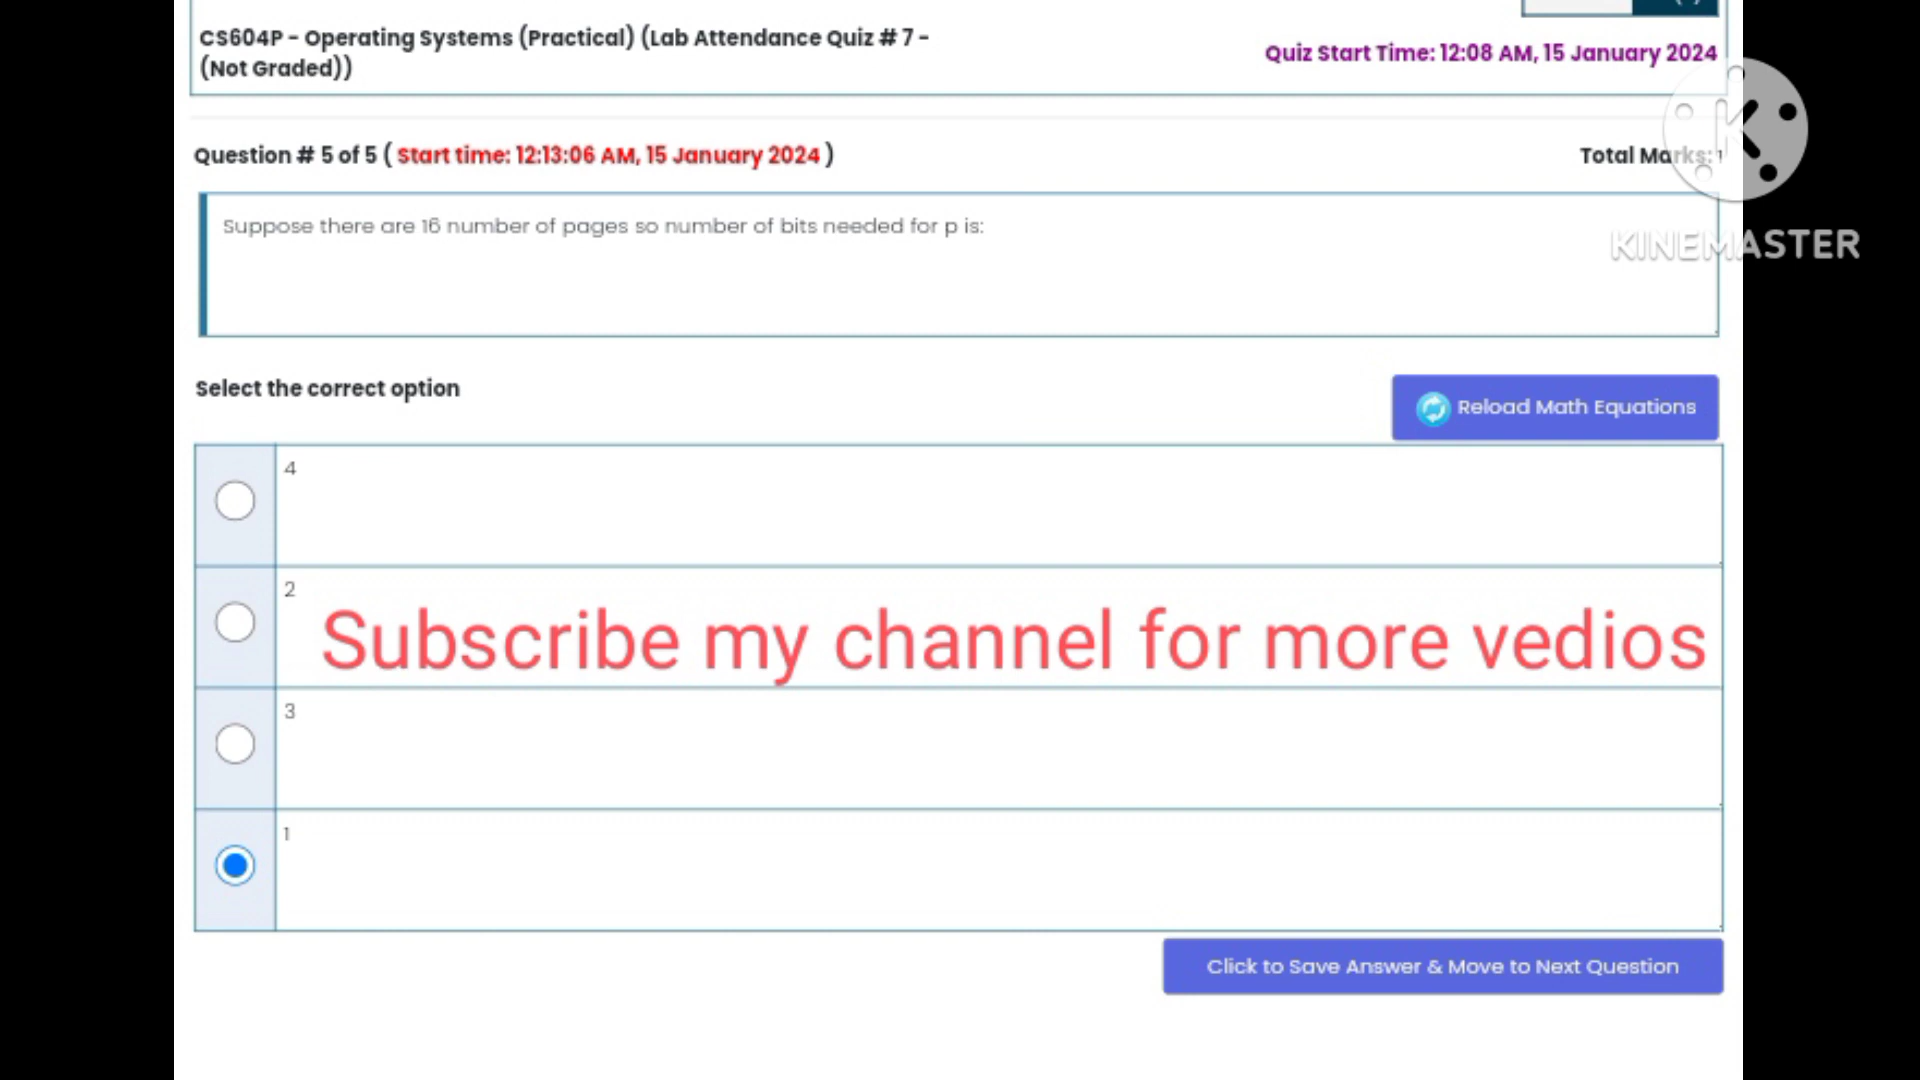 CS604P - Operating Systems (Practical) (Lab Attendance Quiz # 7 -
(Not Graded))
Quiz Start Time: 12:08 AM, 15 January 2024
Question # 5 of 5 ( Start time: 12:13:06 AM, 15 January 2024 )
Total Marks: 1
KINEMASTER
Suppose there are 16 number of pages so number of bits needed for p is:
Select the correct option
Reload Math Equations
4
2
Subscribe my channel for more vedios
3
1
Click to Save Answer & Move to Next Question